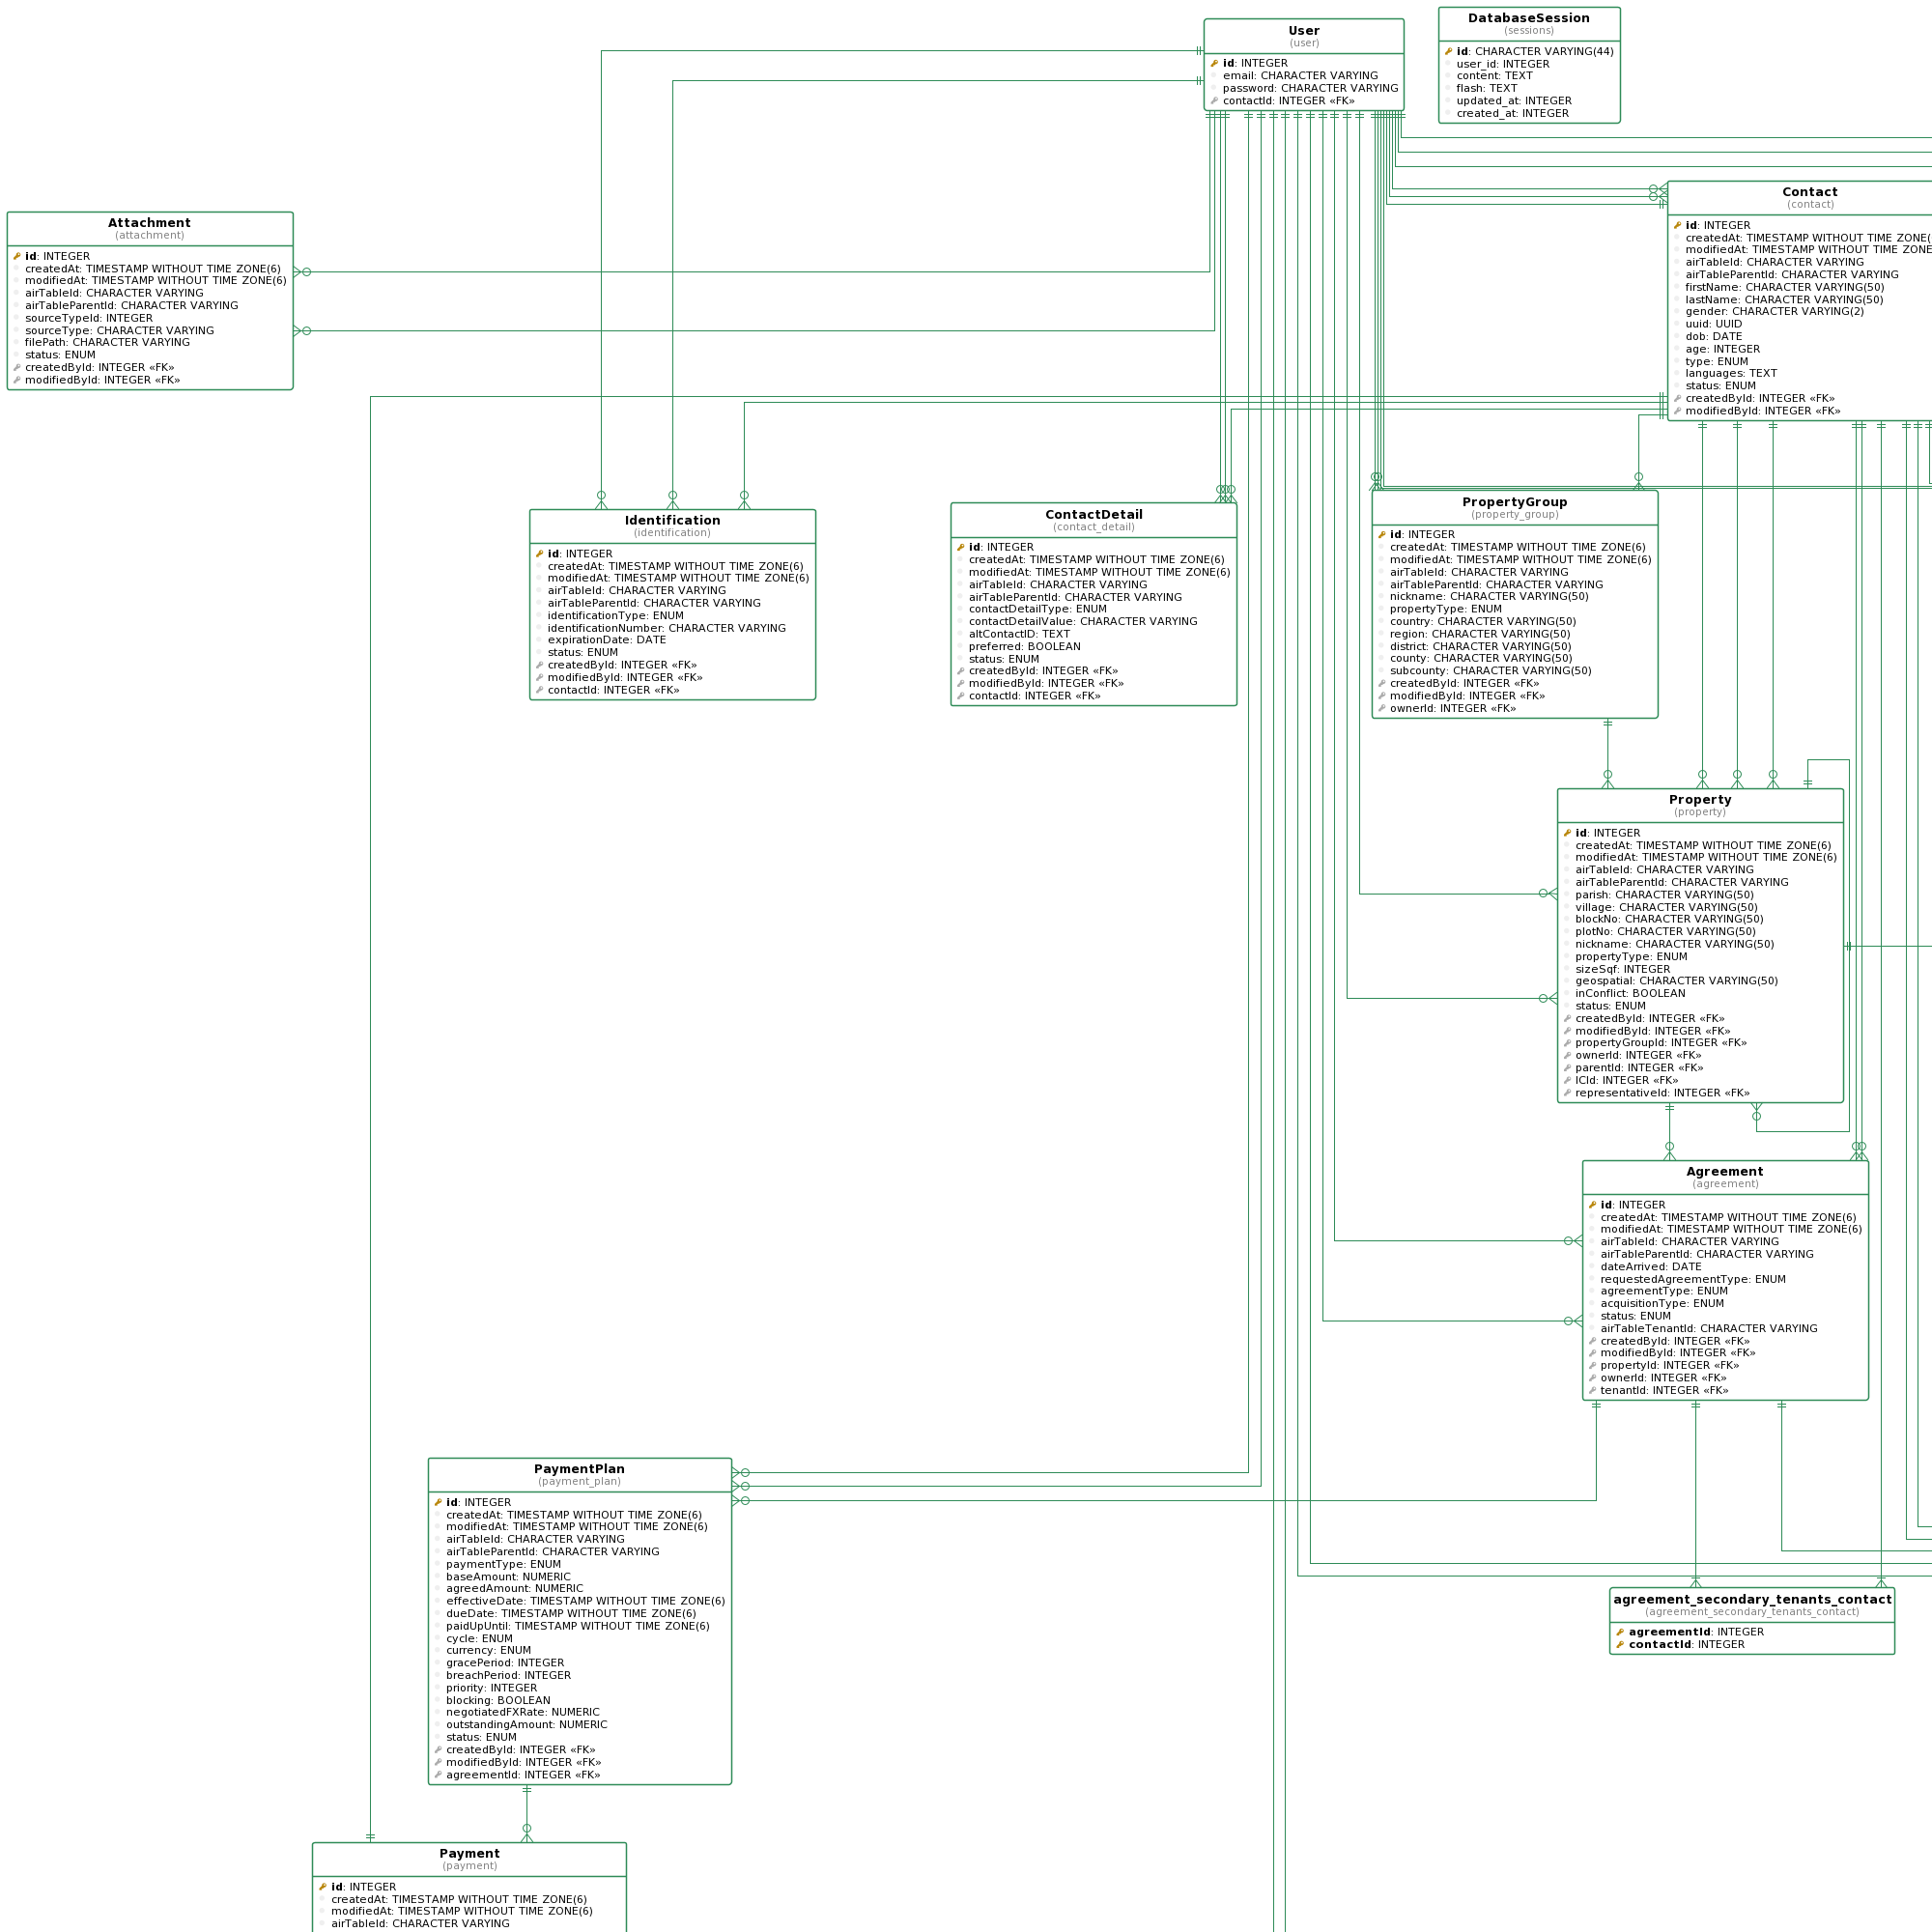 User
(user)
id: INTEGER
email: CHARACTER VARYING
password: CHARACTER VARYING
contactId: INTEGER «FK»
DatabaseSession
(sessions)
id: CHARACTER VARYING(44)
user_id: INTEGER
content: TEXT
flash: TEXT
updated_at: INTEGER
created_at: INTEGER
Contact
(contact)
id: INTEGER
createdAt: TIMESTAMP WITHOUT TIME ZONE(
modifiedAt: TIMESTAMP WITHOUT TIME ZONE
airTableId: CHARACTER VARYING
airTableParentId: CHARACTER VARYING
firstName: CHARACTER VARYING(50)
lastName: CHARACTER VARYING(50)
gender: CHARACTER VARYING(2)
uuid: UUID
dob: DATE
age: INTEGER
type: ENUM
languages: TEXT
status: ENUM
createdById: INTEGER «FK»
modifiedById: INTEGER «FK»
Attachment
(attachment)
id: INTEGER
createdAt: TIMESTAMP WITHOUT TIME ZONE(6)
modifiedAt: TIMESTAMP WITHOUT TIME ZONE(6)
airTableId: CHARACTER VARYING
airTableParentId: CHARACTER VARYING
sourceTypeId: INTEGER
sourceType: CHARACTER VARYING
filePath: CHARACTER VARYING
status: ENUM
createdById: INTEGER «FK»
modifiedById: INTEGER «FK»
Identification
(identification)
id: INTEGER
createdAt: TIMESTAMP WITHOUT TIME ZONE(6)
modifiedAt: TIMESTAMP WITHOUT TIME ZONE(6)
airTableId: CHARACTER VARYING
airTableParentId: CHARACTER VARYING
identificationType: ENUM
identificationNumber: CHARACTER VARYING
expirationDate: DATE
status: ENUM
createdById: INTEGER «FK»
modifiedById: INTEGER «FK»
contactId: INTEGER «FK»
ContactDetail
(contact_detail)
id: INTEGER
createdAt: TIMESTAMP WITHOUT TIME ZONE(6)
modifiedAt: TIMESTAMP WITHOUT TIME ZONE(6)
airTableId: CHARACTER VARYING
airTableParentId: CHARACTER VARYING
contactDetailType: ENUM
contactDetailValue: CHARACTER VARYING
altContactID: TEXT
preferred: BOOLEAN
status: ENUM
createdById: INTEGER «FK»
modifiedById: INTEGER «FK»
contactId: INTEGER «FK»
PropertyGroup
(property_group)
id: INTEGER
createdAt: TIMESTAMP WITHOUT TIME ZONE(6)
modifiedAt: TIMESTAMP WITHOUT TIME ZONE(6)
airTableId: CHARACTER VARYING
airTableParentId: CHARACTER VARYING
nickname: CHARACTER VARYING(50)
propertyType: ENUM
country: CHARACTER VARYING(50)
region: CHARACTER VARYING(50)
district: CHARACTER VARYING(50)
county: CHARACTER VARYING(50)
subcounty: CHARACTER VARYING(50)
createdById: INTEGER «FK»
modifiedById: INTEGER «FK»
ownerId: INTEGER «FK»
Property
(property)
id: INTEGER
createdAt: TIMESTAMP WITHOUT TIME ZONE(6)
modifiedAt: TIMESTAMP WITHOUT TIME ZONE(6)
airTableId: CHARACTER VARYING
airTableParentId: CHARACTER VARYING
parish: CHARACTER VARYING(50)
village: CHARACTER VARYING(50)
blockNo: CHARACTER VARYING(50)
plotNo: CHARACTER VARYING(50)
nickname: CHARACTER VARYING(50)
propertyType: ENUM
sizeSqf: INTEGER
geospatial: CHARACTER VARYING(50)
inConflict: BOOLEAN
status: ENUM
createdById: INTEGER «FK»
modifiedById: INTEGER «FK»
propertyGroupId: INTEGER «FK»
ownerId: INTEGER «FK»
parentId: INTEGER «FK»
ICId: INTEGER «FK»
representativeId: INTEGER «FK»
Agreement
(agreement)
id: INTEGER
createdAt: TIMESTAMP WITHOUT TIME ZONE(6)
modifiedAt: TIMESTAMP WITHOUT TIME ZONE(6)
airTableId: CHARACTER VARYING
airTableParentId: CHARACTER VARYING
dateArrived: DATE
requestedAgreementType: ENUM
agreementType: ENUM
acquisitionType: ENUM
status: ENUM
airTableTenantId: CHARACTER VARYING
createdById: INTEGER «FK»
modifiedById: INTEGER «FK»
propertyId: INTEGER «FK»
ownerId: INTEGER «FK»
tenantId: INTEGER «FK»
PaymentPlan
(payment_plan)
id: INTEGER
createdAt: TIMESTAMP WITHOUT TIME ZONE(6)
modifiedAt: TIMESTAMP WITHOUT TIME ZONE(6)
airTableId: CHARACTER VARYING
airTableParentId: CHARACTER VARYING
paymentType: ENUM
baseAmount: NUMERIC
agreedAmount: NUMERIC
effectiveDate: TIMESTAMP WITHOUT TIME ZONE(6)
dueDate: TIMESTAMP WITHOUT TIME ZONE(6)
paidUpUntil: TIMESTAMP WITHOUT TIME ZONE(6)
cycle: ENUM
currency: ENUM
gracePeriod: INTEGER
breachPeriod: INTEGER
priority: INTEGER
blocking: BOOLEAN
negotiatedFXRate: NUMERIC
outstandingAmount: NUMERIC
status: ENUM
createdById: INTEGER «FK»
modifiedById: INTEGER «FK»
agreementId: INTEGER «FK»
agreement_secondary_tenants_contact
(agreement_secondary_tenants_contact)
agreementId: INTEGER
contactId: INTEGER
Payment
(payment)
id: INTEGER
createdAt: TIMESTAMP WITHOUT TIME ZONE(6)
modifiedAt: TIMESTAMP WITHOUT TIME ZONE(6)
airTableId: CHARACTER VARYING